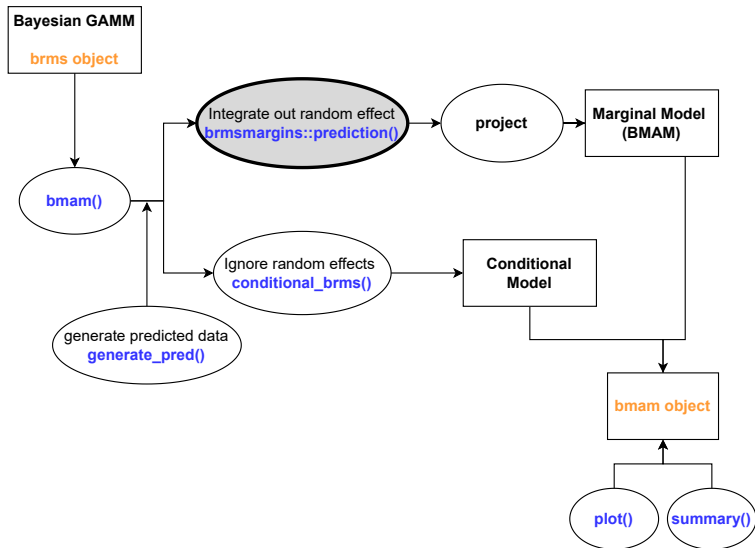 Bayesian GAMM
brms object
Integrate out random effect
brmsmargins::prediction()
project
Marginal Model
(BMAM)
bmam()
Ignore random effects
conditional_brms()
Conditional
Model
generate predicted data
generate_pred()
bmam object
plot()
summary()